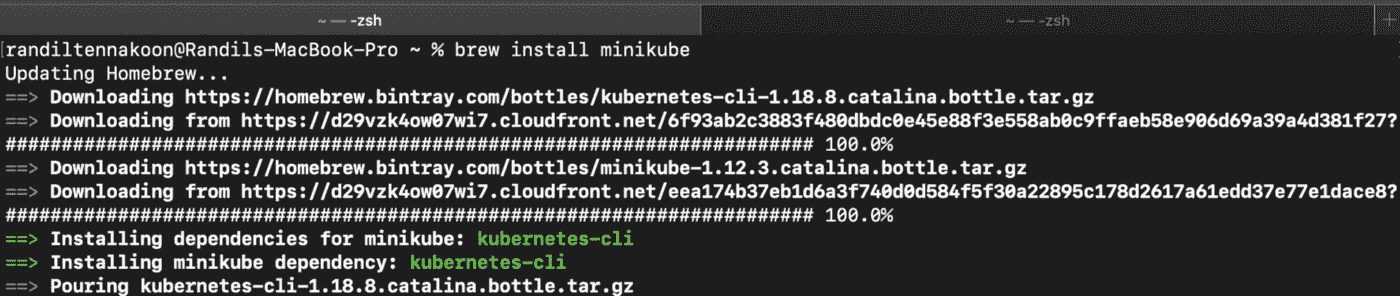 ~ — -zsh
~ — -zsh
randiltennakoon@Randils-MacBook-Pro ~ % brew install minikube
Updating Homebrew...
==> Downloading https://homebrew.bintray.com/bottles/kubernetes-cli-1.18.8.catalina.bottle.tar.gz
==> Downloading from https://d29vzk4ow07wi7.cloudfront.net/6f93ab2c3883f480dbdc0e45e88f3e558ab0c9ffaeb58e906d69a39a4d381f27?
######################################################################## 100.0%
==> Downloading https://homebrew.bintray.com/bottles/minikube-1.12.3.catalina.bottle.tar.gz
==> Downloading from https://d29vzk4ow07wi7.cloudfront.net/eea174b37eb1d6a3f740d0d584f5f30a22895c178d2617a61edd37e77e1dace8?
######################################################################## 100.0%
==> Installing dependencies for minikube: kubernetes-cli
==> Installing minikube dependency: kubernetes-cli
==> Pouring kubernetes-cli-1.18.8.catalina.bottle.tar.gz